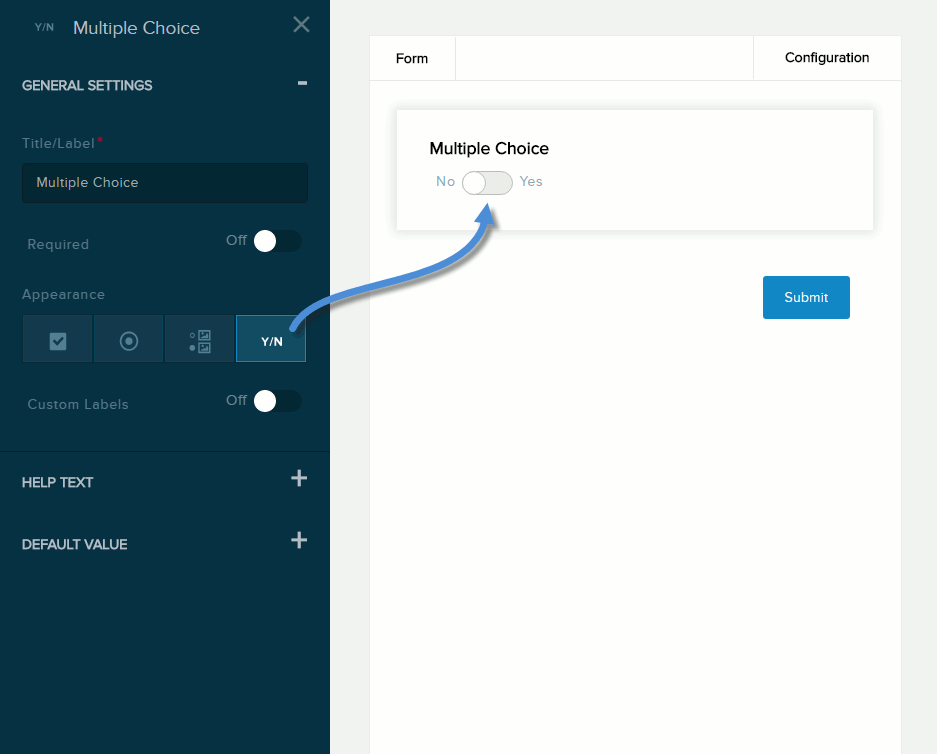 Y/N Multiple Choice
GENERAL SETTINGS
Title/Label*
Multiple Choice
Required Off
Appearance
Y/N
Custom Labels Off
HELP TEXT
DEFAULT VALUE
Form Configuration
Multiple Choice
No Yes
Submit